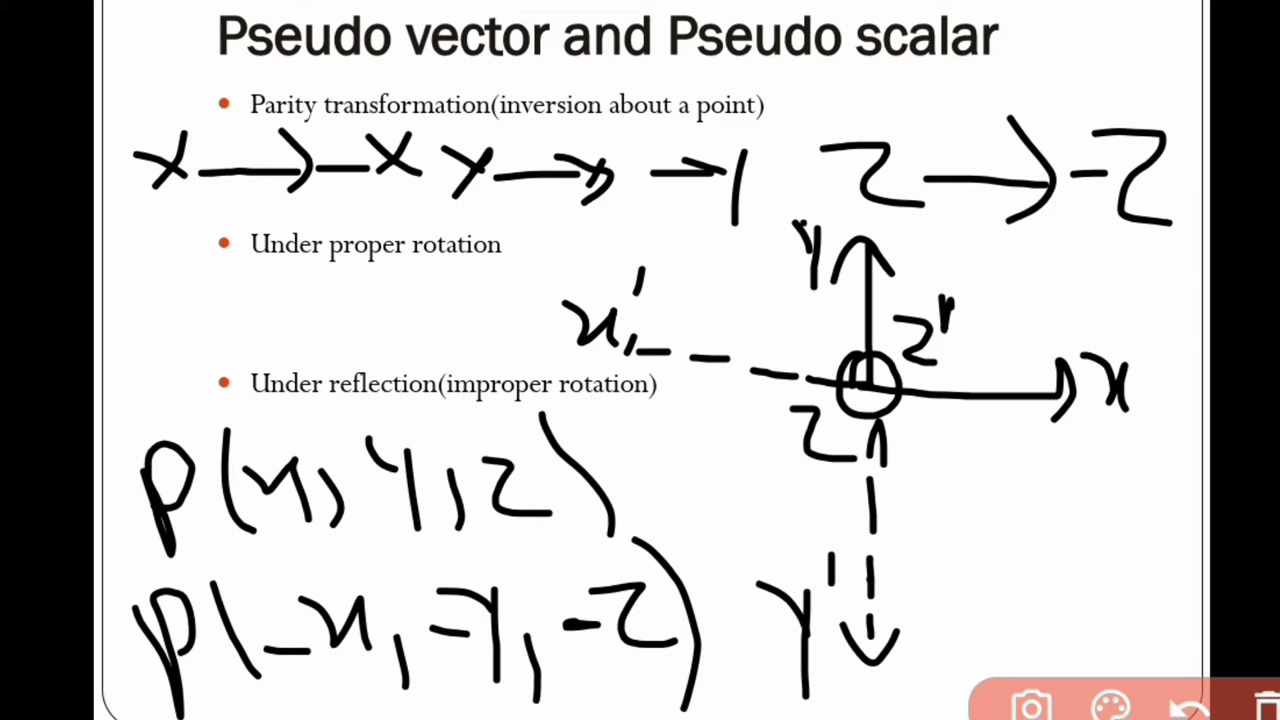 Pseudo vector and Pseudo scalar
• Parity transformation(inversion about a point)
x → -x y → -y z → -z
• Under proper rotation
y
x'
z'
• Under reflection(improper rotation)
x
z
P(x, y, z)
P(-x, -y, -z)
y'